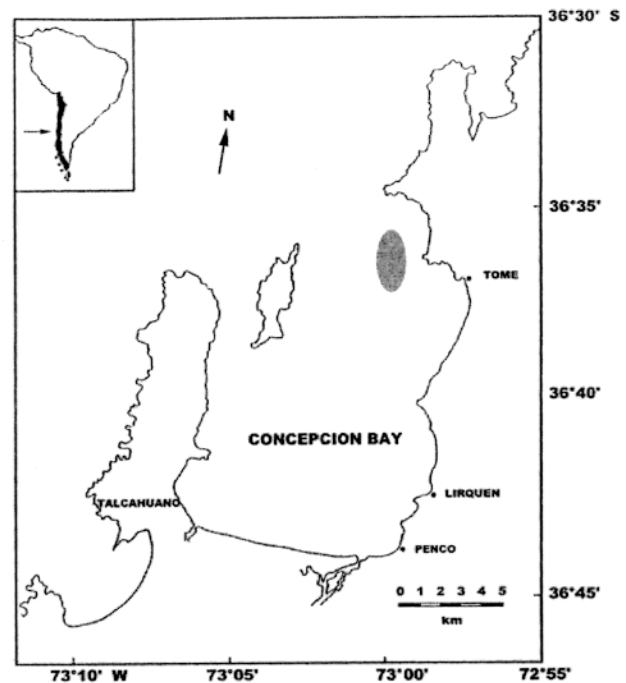 36°30' S
N
36°35'
TOME
36°40'
CONCEPCION BAY
LIRQUEN
TALCAHUANO
PENCO
0 1 2 3 4 5
km
36°45'
73°10' W 73°05' 73°00' 72°55'